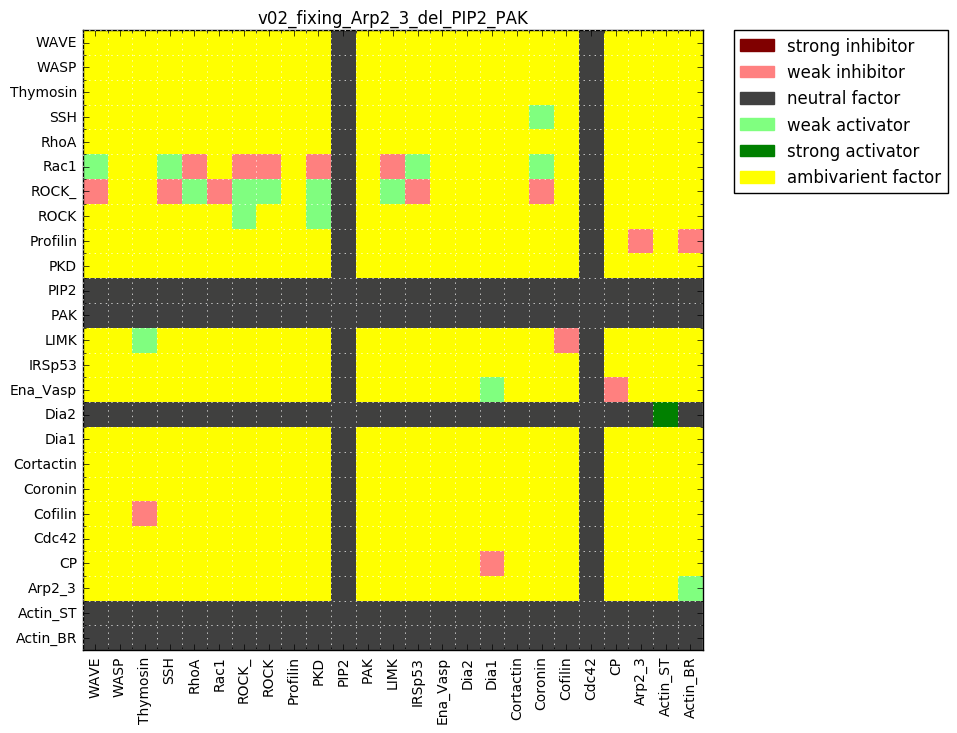 v02_fixing_Arp2_3_del_PIP2_PAK
WAVE
WASP
Thymosin
SSH
RhoA
Rac1
ROCK_
ROCK
Profilin
PKD
PIP2
PAK
LIMK
IRSp53
Ena_Vasp
Dia2
Dia1
Cortactin
Coronin
Cofilin
Cdc42
CP
Arp2_3
Actin_ST
Actin_BR
WAVE
WASP
Thymosin
SSH
RhoA
Rac1
ROCK_
ROCK
Profilin
PKD
PIP2
PAK
LIMK
IRSp53
Ena_Vasp
Dia2
Dia1
Cortactin
Coronin
Cofilin
Cdc42
CP
Arp2_3
Actin_ST
Actin_BR
strong inhibitor
weak inhibitor
neutral factor
weak activator
strong activator
ambivarient factor